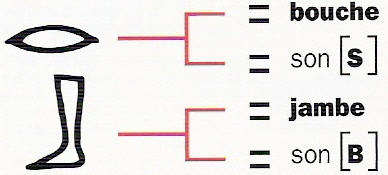 = bouche
= son [S]
= jambe
= son [B]